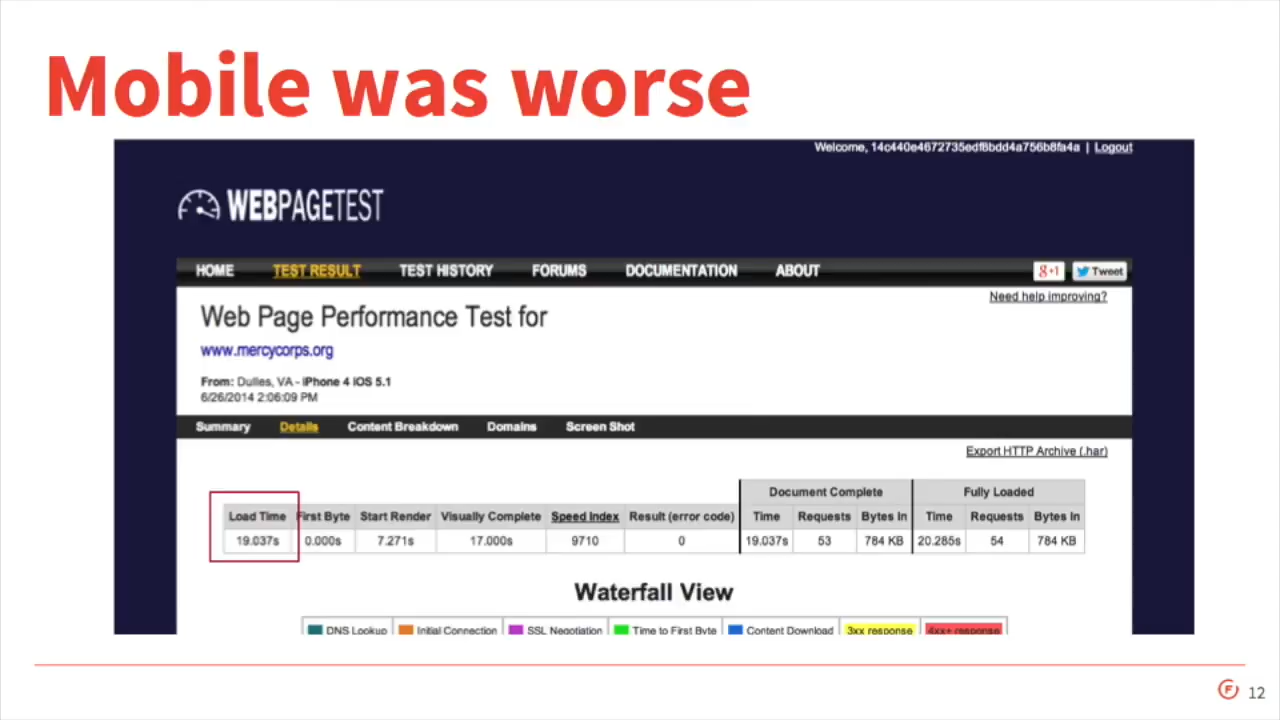 Mobile was worse
Welcome, 14c440e4672735edf8bdd4a756b8fa4a | Logout
WEBPAGETEST
HOME TEST RESULT TEST HISTORY FORUMS DOCUMENTATION ABOUT g+1 Tweet
Need help improving?
Web Page Performance Test for
www.mercycorps.org
From: Dulles, VA - iPhone 4 iOS 5.1
6/26/2014 2:06:09 PM
Summary Details Content Breakdown Domains Screen Shot
Export HTTP Archive (.har)
Document Complete Fully Loaded
Load Time First Byte Start Render Visually Complete Speed Index Result (error code) Time Requests Bytes In Time Requests Bytes In
19.037s 0.000s 7.271s 17.000s 9710 0 19.037s 53 784 KB 20.285s 54 784 KB
Waterfall View
DNS Lookup Initial Connection SSL Negotiation Time to First Byte Content Download 3xx response 4xx+ response
F 12